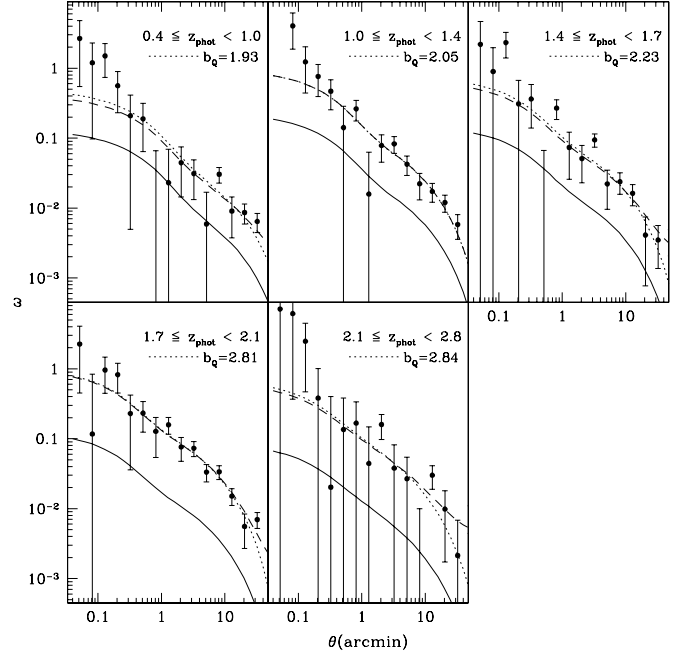 0.4 ≦ z_phot < 1.0
b_Q=1.93
1.0 ≦ z_phot < 1.4
b_Q=2.05
1.4 ≦ z_phot < 1.7
b_Q=2.23
1
0.1
10⁻²
10⁻³
ω
1.7 ≦ z_phot < 2.1
b_Q=2.81
2.1 ≦ z_phot < 2.8
b_Q=2.84
1
0.1
10⁻²
10⁻³
0.1 1 10
0.1 1 10
0.1 1 10
θ(arcmin)